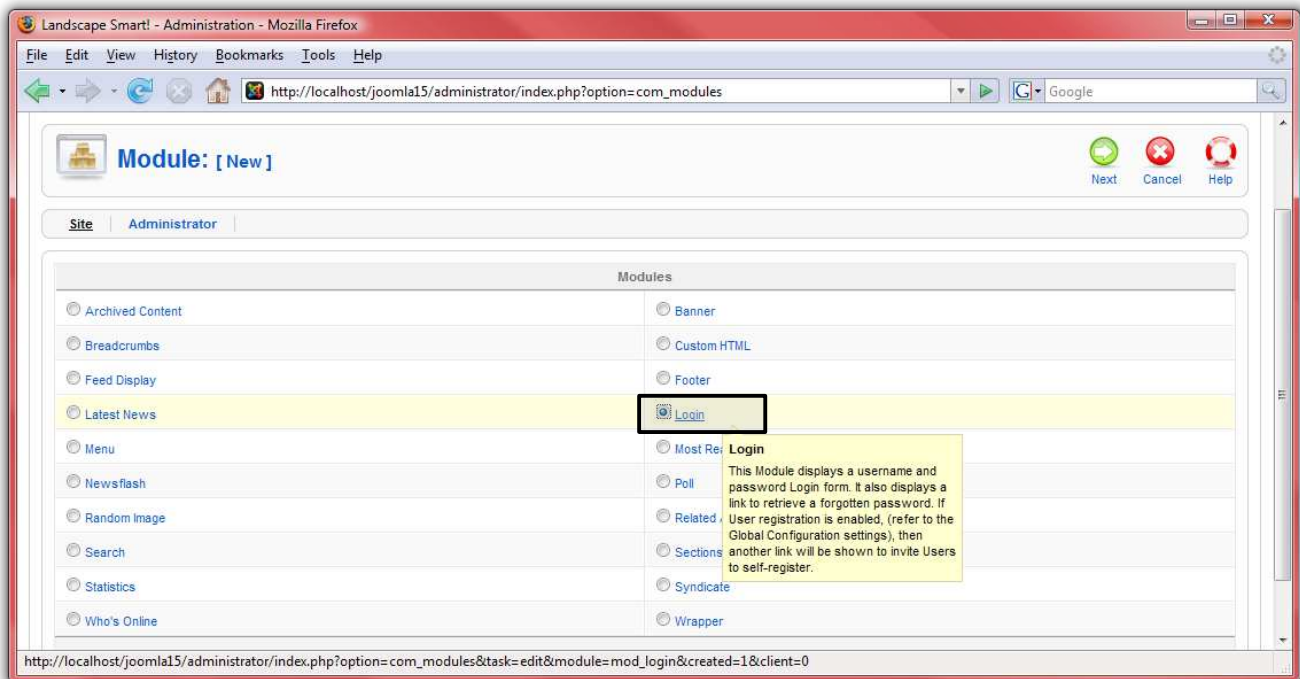 Landscape Smart! - Administration - Mozilla Firefox
File Edit View History Bookmarks Tools Help
http://localhost/joomla15/administrator/index.php?option=com_modules
G Google
Module: [ New ]
Next Cancel Help
Site Administrator
Modules
Archived Content Banner
Breadcrumbs Custom HTML
Feed Display Footer
Latest News Login
Menu Most Rea
Newsflash Poll
Random Image Related
Search Sections
Statistics Syndicate
Who's Online Wrapper
Login
This Module displays a username and
password Login form. It also displays a
link to retrieve a forgotten password. If
User registration is enabled, (refer to the
Global Configuration settings), then
another link will be shown to invite Users
to self-register.
http://localhost/joomla15/administrator/index.php?option=com_modules&task=edit&module=mod_login&created=1&client=0